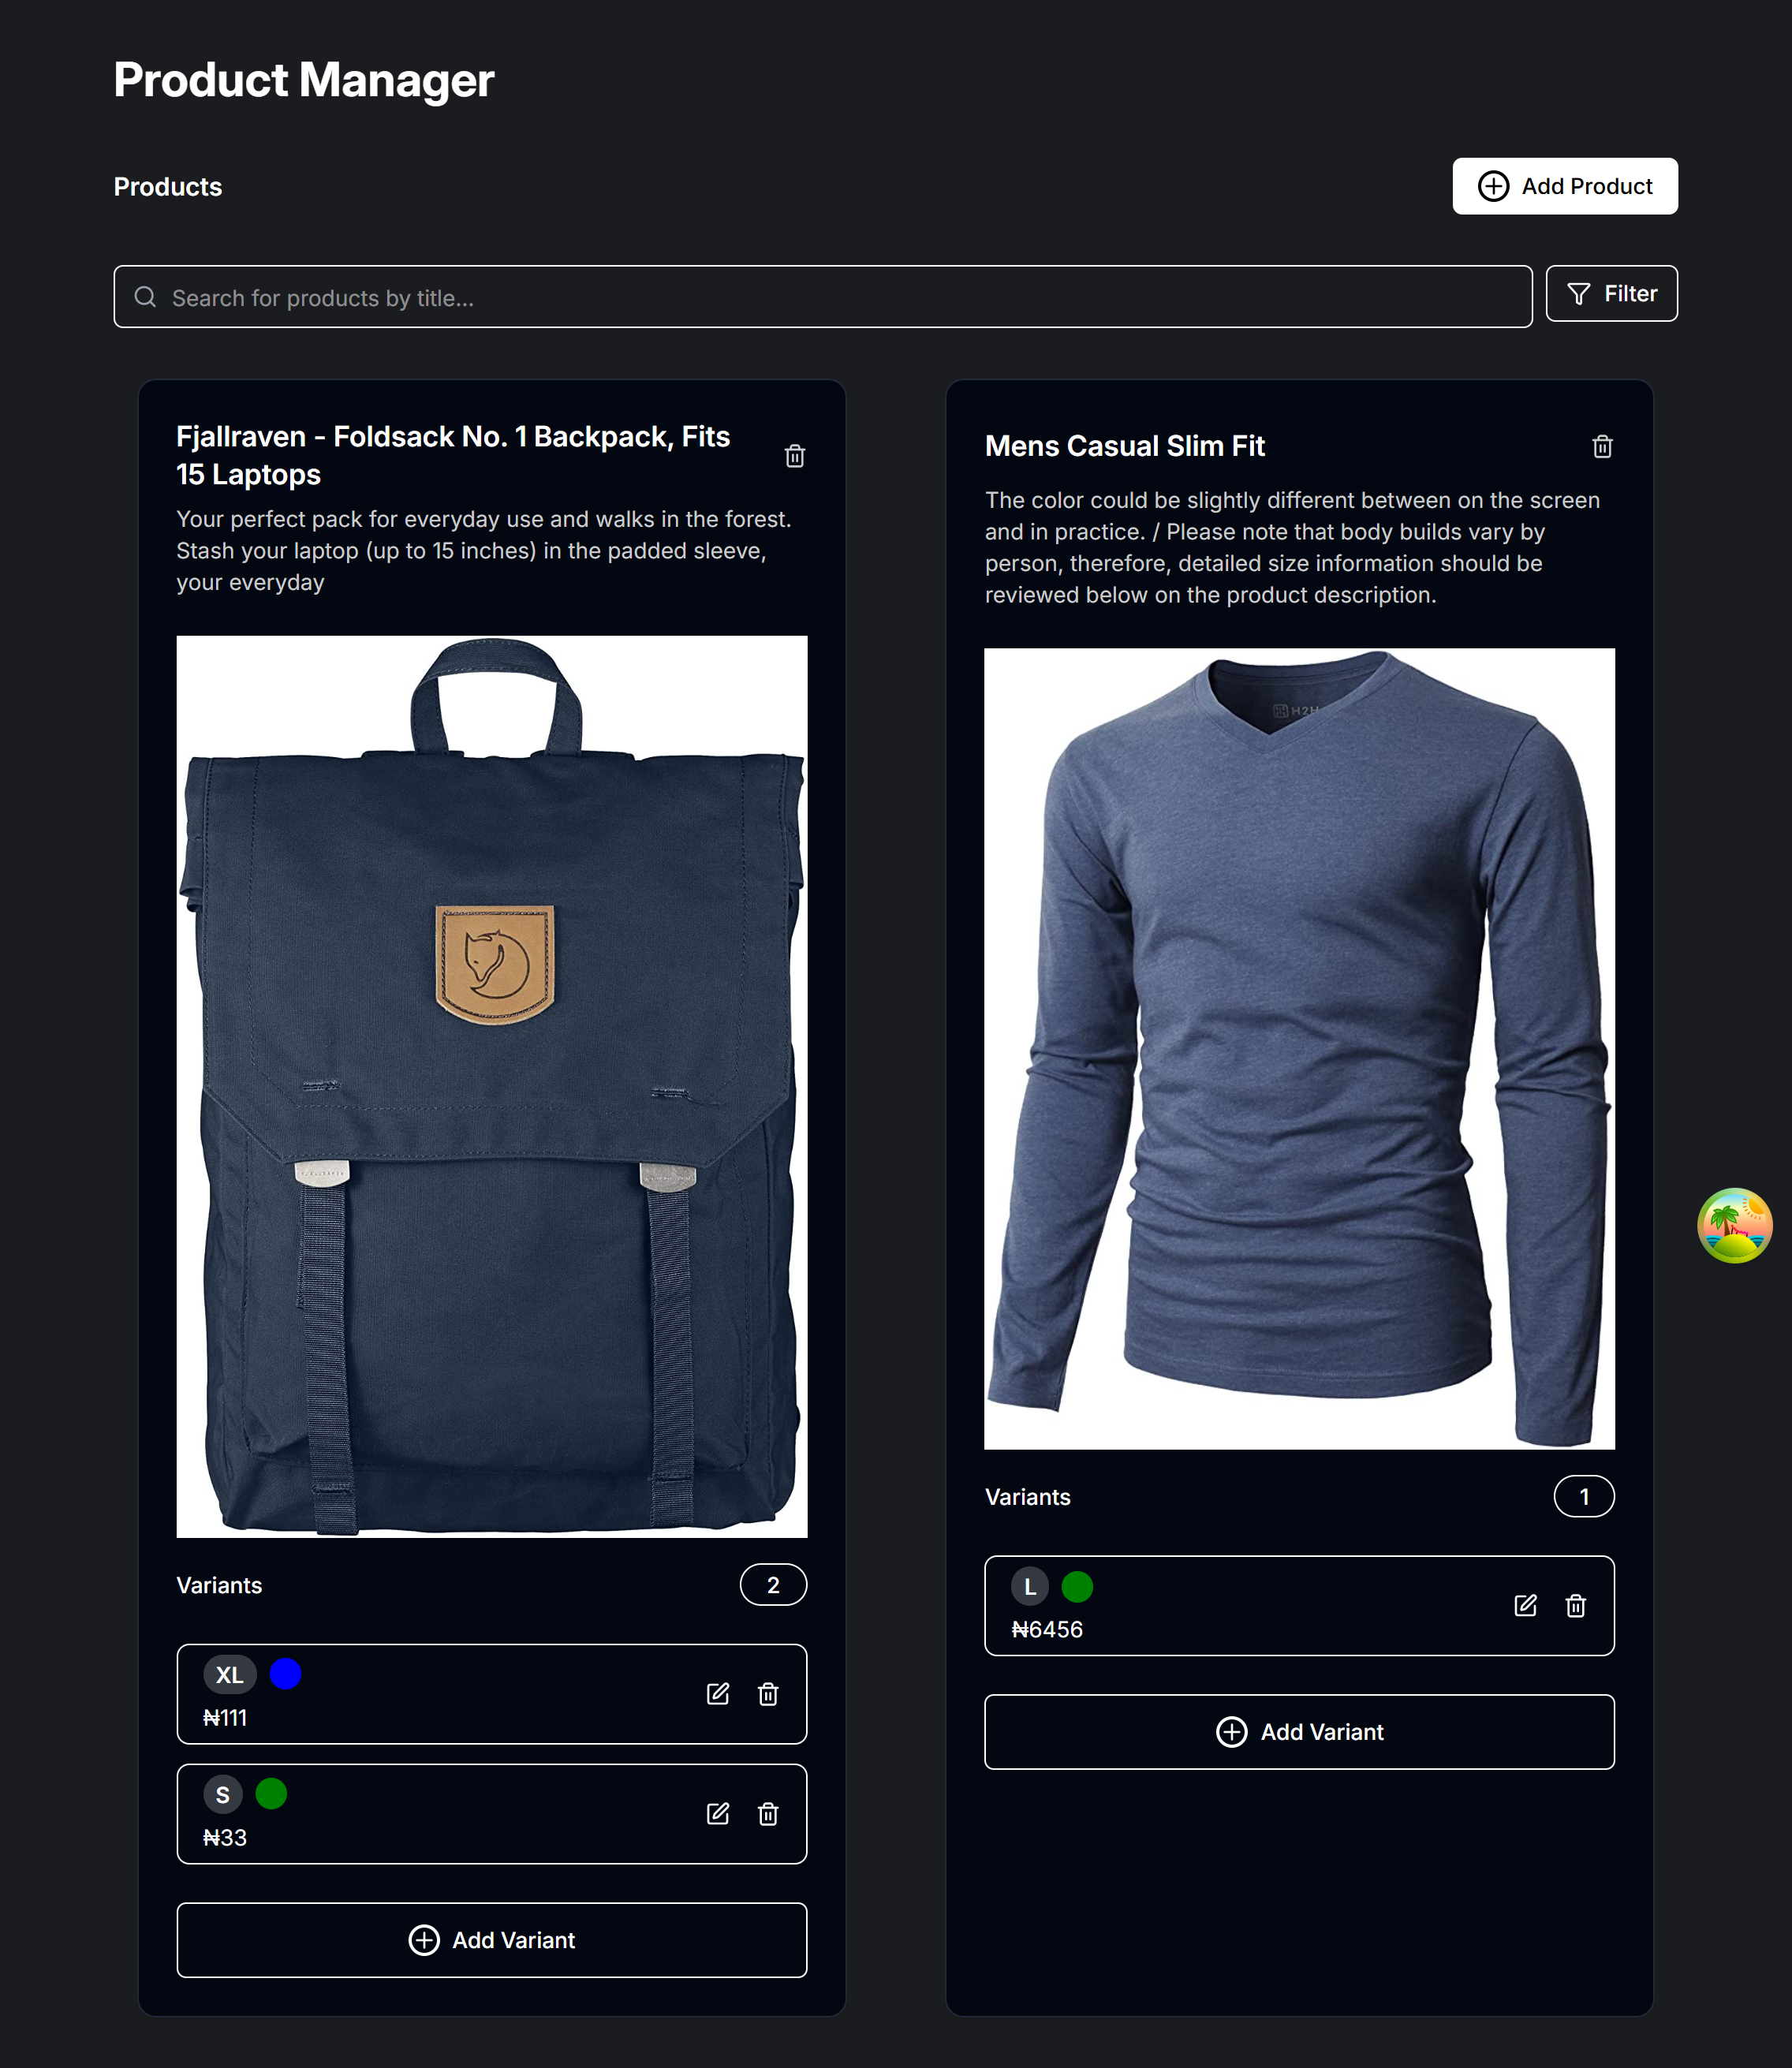 Product Manager
Products
Add Product
Search for products by title...
Filter
Fjallraven - Foldsack No. 1 Backpack, Fits
15 Laptops
Your perfect pack for everyday use and walks in the forest.
Stash your laptop (up to 15 inches) in the padded sleeve,
your everyday
Variants
2
XL
₦111
S
₦33
Add Variant
Mens Casual Slim Fit
The color could be slightly different between on the screen
and in practice. / Please note that body builds vary by
person, therefore, detailed size information should be
reviewed below on the product description.
H2H
Variants
1
L
₦6456
Add Variant